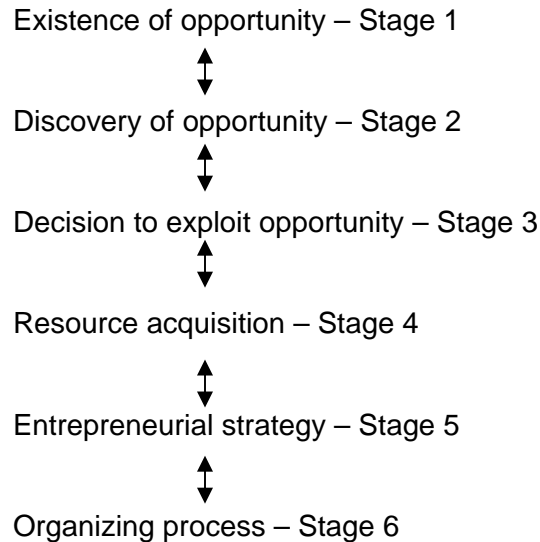 Existence of opportunity – Stage 1
Discovery of opportunity – Stage 2
Decision to exploit opportunity – Stage 3
Resource acquisition – Stage 4
Entrepreneurial strategy – Stage 5
Organizing process – Stage 6